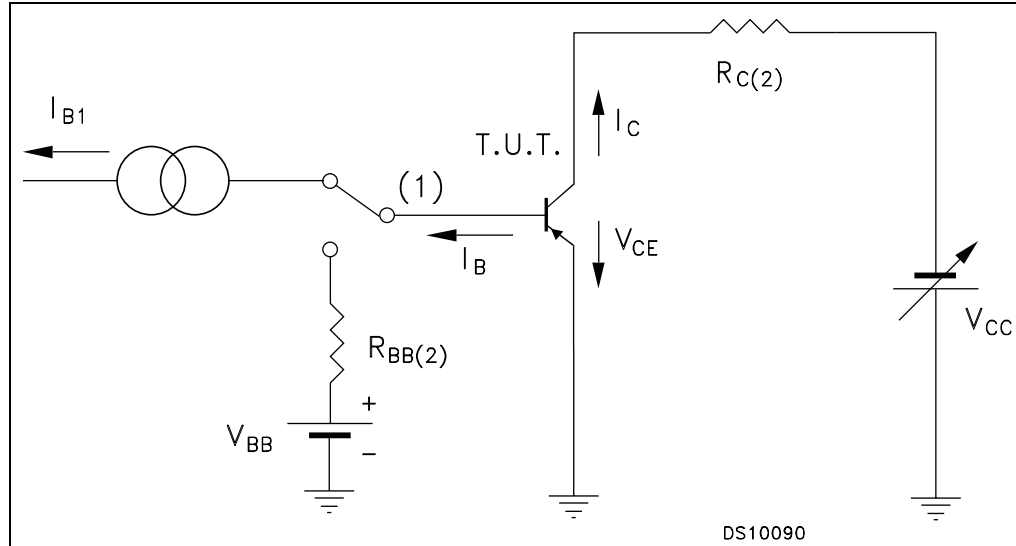 I_B1
R_C(2)
I_C
T.U.T.
(1)
V_CE
I_B
V_CC
R_BB(2)
+
V_BB
−
DS10090